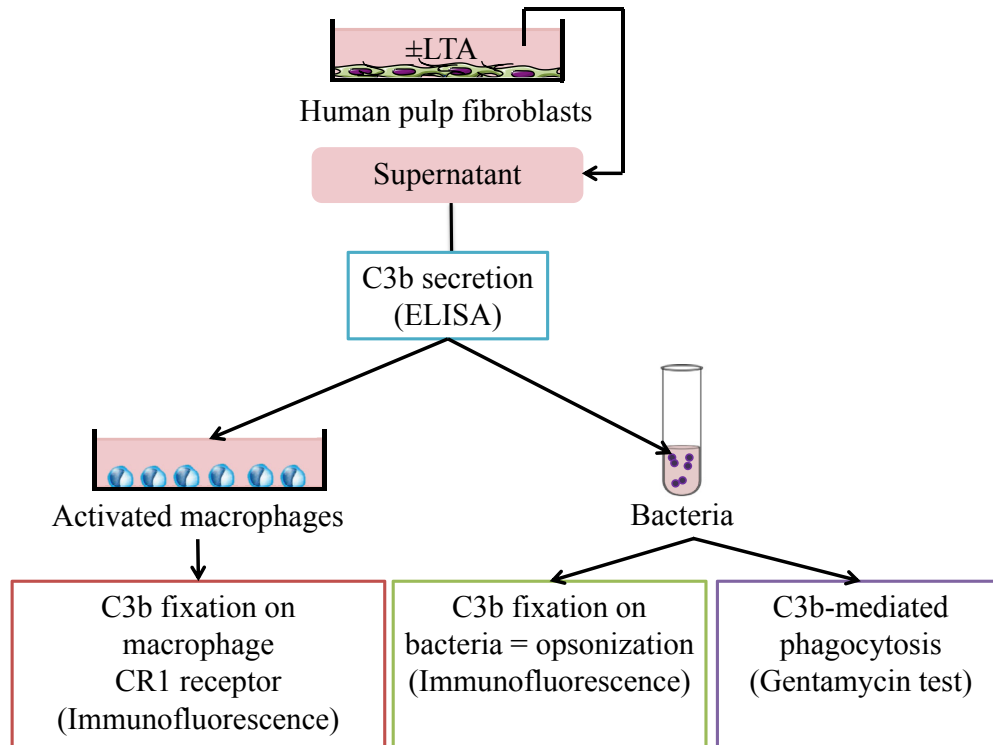 ±LTA
Human pulp fibroblasts
Supernatant
C3b secretion
(ELISA)
Activated macrophages
Bacteria
C3b fixation on
macrophage
CR1 receptor
(Immunofluorescence)
C3b fixation on
bacteria = opsonization
(Immunofluorescence)
C3b-mediated
phagocytosis
(Gentamycin test)